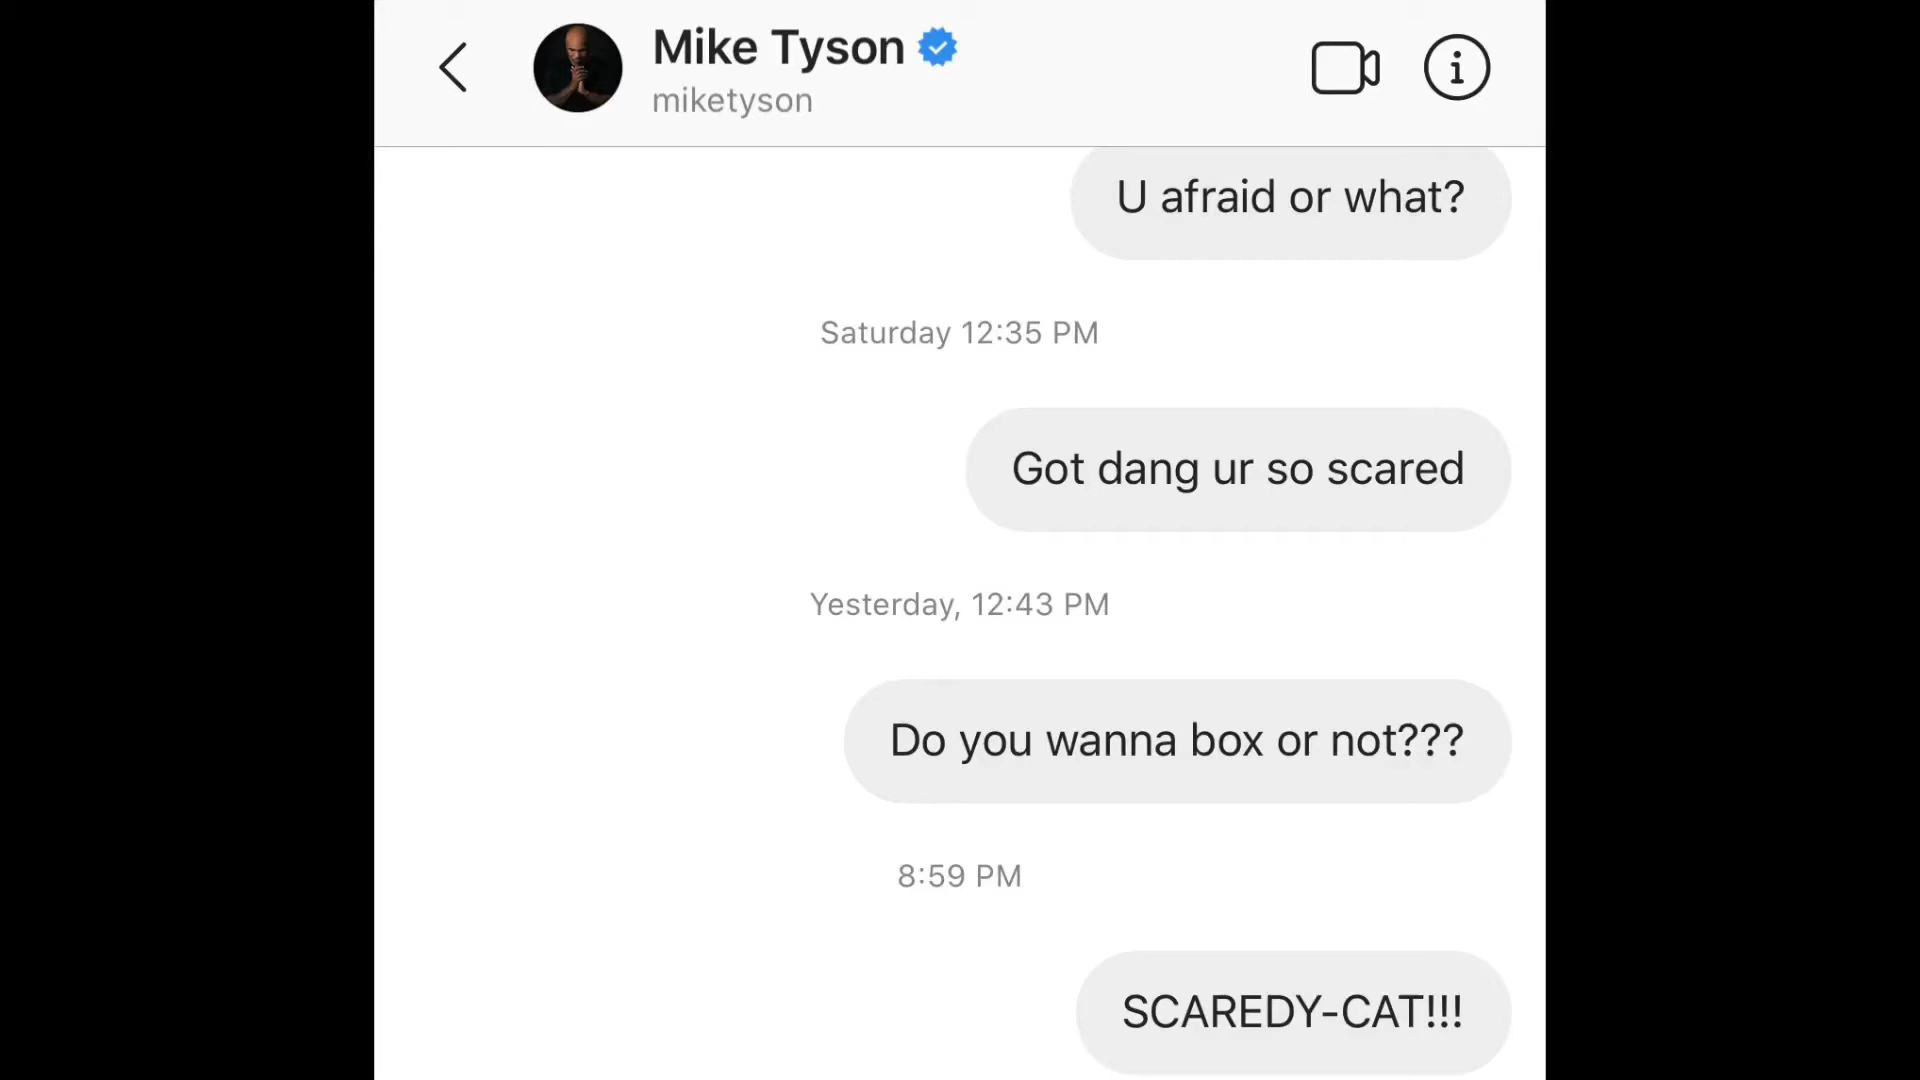 Mike Tyson
miketyson
U afraid or what?
Saturday 12:35 PM
Got dang ur so scared
Yesterday, 12:43 PM
Do you wanna box or not???
8:59 PM
SCAREDY-CAT!!!